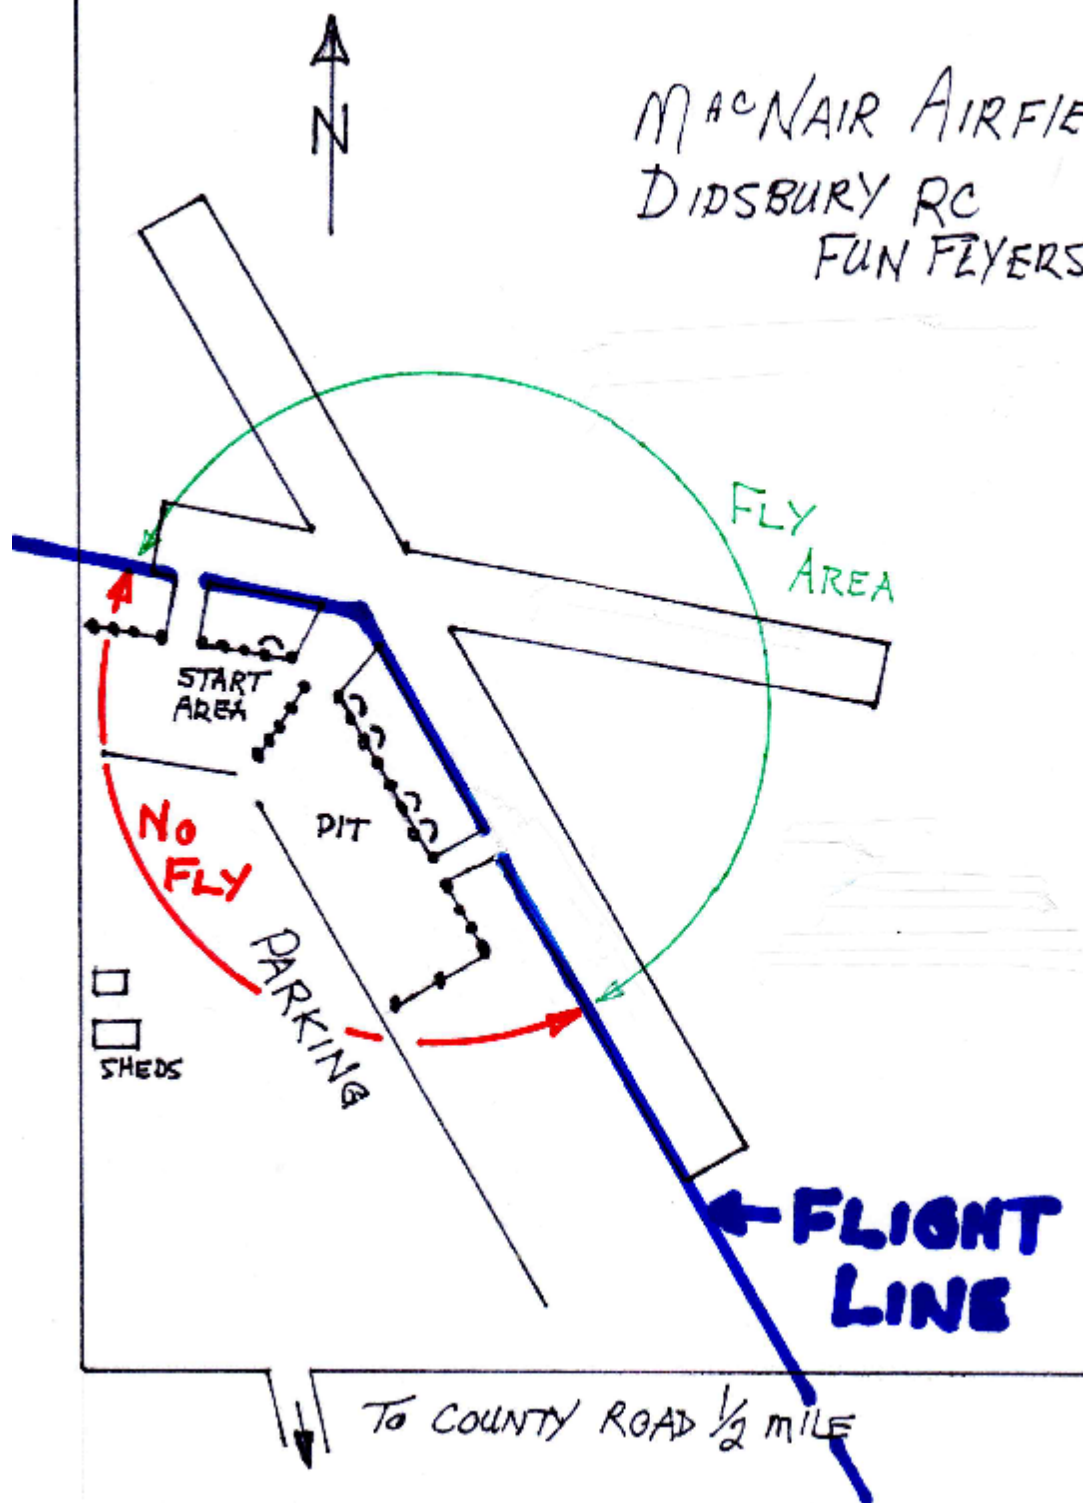 N
MACNAIR AIRFIE
DIDSBURY RC
FUN FLYERS
FLY
AREA
START
AREA
NO
FLY
PIT
PARKING
SHEDS
FLIGHT
LINE
TO COUNTY ROAD 1/2 MILE